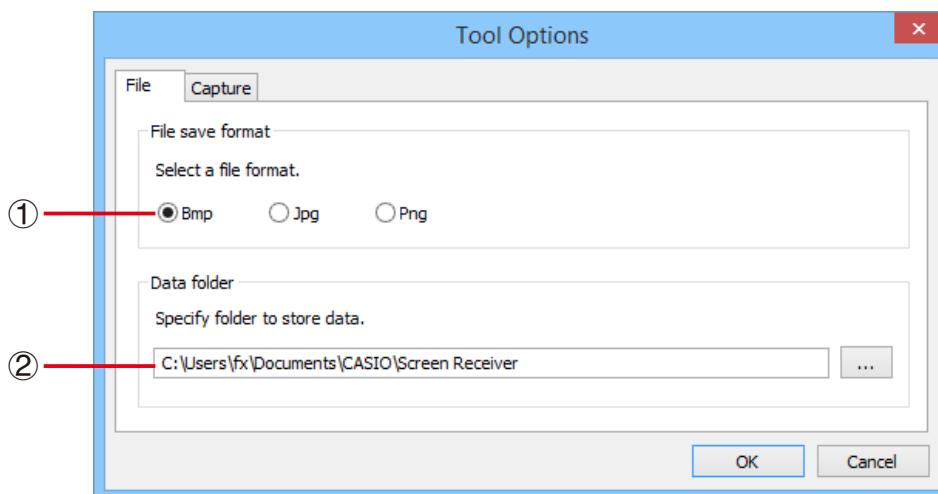 Tool Options
File
Capture
File save format
Select a file format.
① Bmp Jpg Png
Data folder
Specify folder to store data.
② C:\Users\fx\Documents\CASIO\Screen Receiver ...
OK Cancel